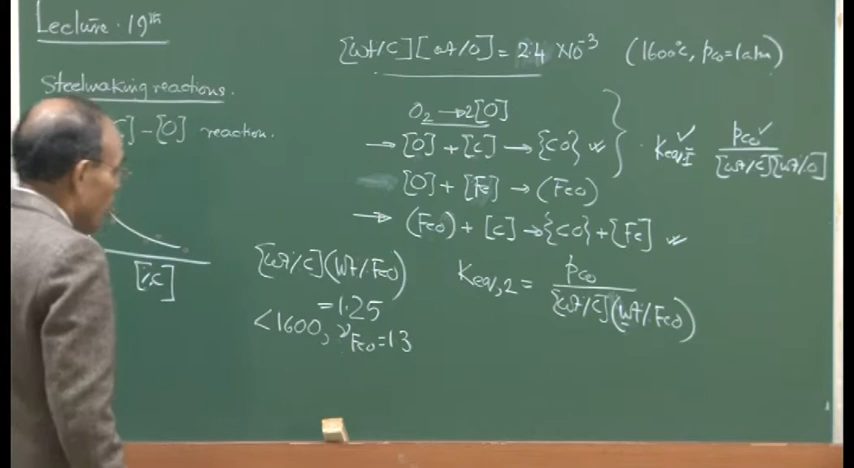 Lecture. 19th
[wt/C][wt/O] = 2.4 x10^-3 (1600°C, pCO = 1 atm)
Steelmaking reactions.
C] - [O] reaction.
O2 → 2[O]
→ [O] + [C] → {CO}
Keq,I
pCO
[wt/C][wt/.O]
[O] + [Fe] → (FeO)
→ (FeO) + [C] → {CO} + [Fe]
[%C]
[wt/C](wt/.FeO)
= 1.25
<1600, γFeO = 1.3
Keq,2 =
pCO
[wt/C](wt/.FeO)